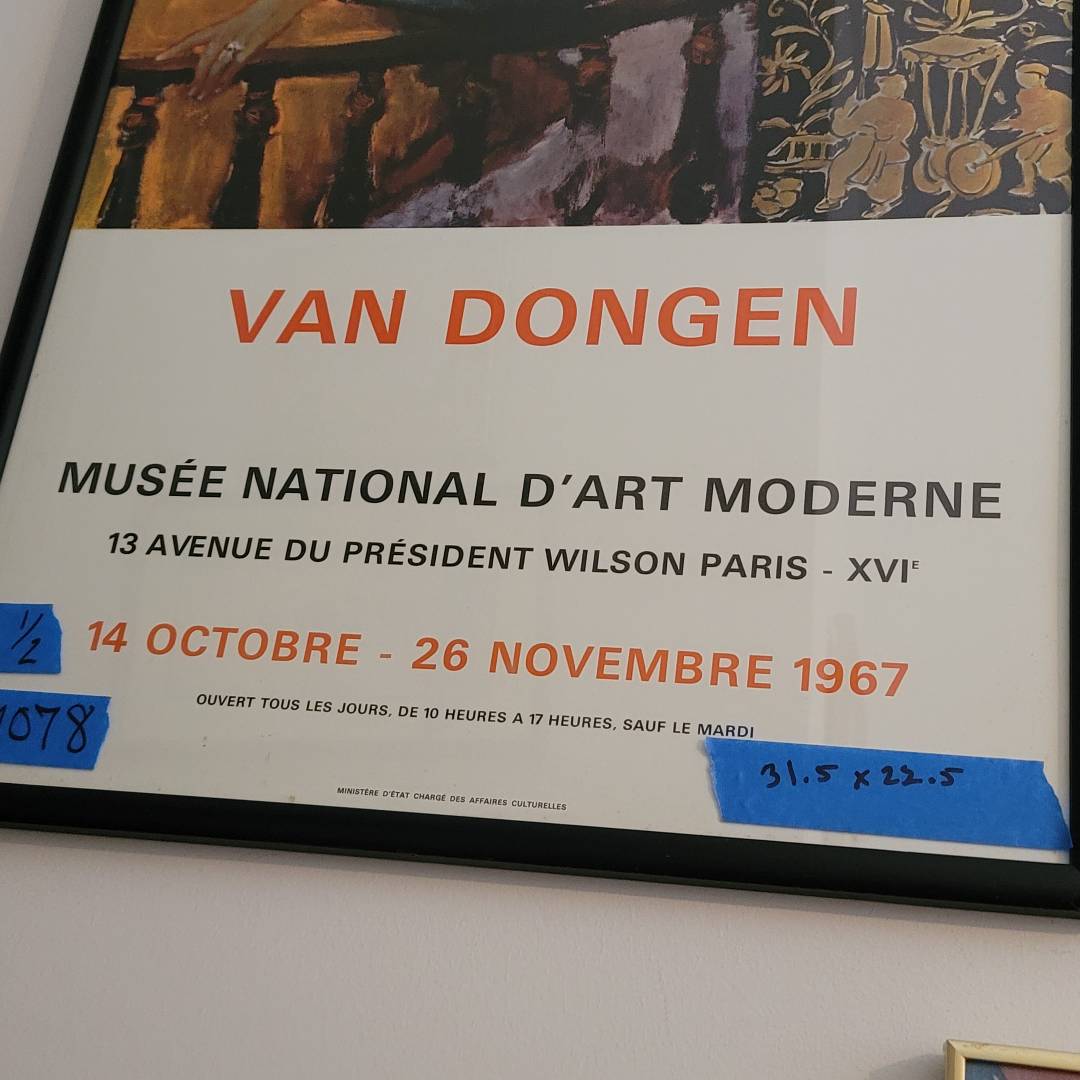 VAN DONGEN
MUSÉE NATIONAL D'ART MODERNE
13 AVENUE DU PRÉSIDENT WILSON PARIS - XVIE
14 OCTOBRE - 26 NOVEMBRE 1967
1/2
OUVERT TOUS LES JOURS, DE 10 HEURES A 17 HEURES, SAUF LE MARDI
1078
31.5 x 22.5
MINISTÈRE D'ÉTAT CHARGÉ DES AFFAIRES CULTURELLES